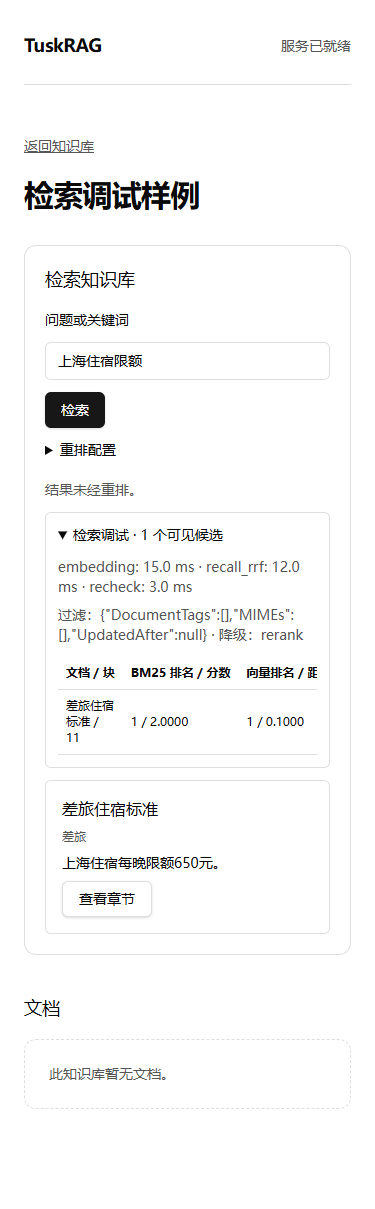 TuskRAG
服务已就绪
返回知识库
检索调试样例
检索知识库
问题或关键词
上海住宿限额
检索
▶ 重排配置
结果未经重排。
▼ 检索调试 · 1 个可见候选
embedding: 15.0 ms · recall_rrf: 12.0
ms · recheck: 3.0 ms
过滤：{"DocumentTags":[],"MIMEs":
[],"UpdatedAfter":null} · 降级：rerank
文档 / 块 BM25 排名 / 分数 向量排名 / 距
差旅住宿
标准 /
11
1 / 2.0000 1 / 0.1000
差旅住宿标准
差旅
上海住宿每晚限额650元。
查看章节
文档
此知识库暂无文档。